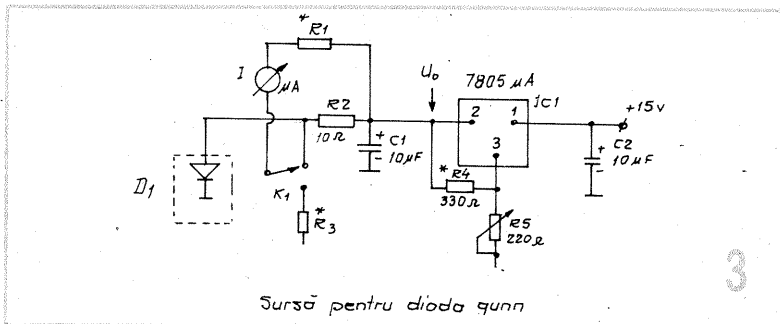 * R1
I
μA
R2
10Ω
+
C1
10μF
-
U₀
7805 μA
JC1
2
1
3
+15V
+
C2
10μF
-
* R4
330Ω
R5
220Ω
D1
K1
* R3
3
Sursă pentru dioda gunn